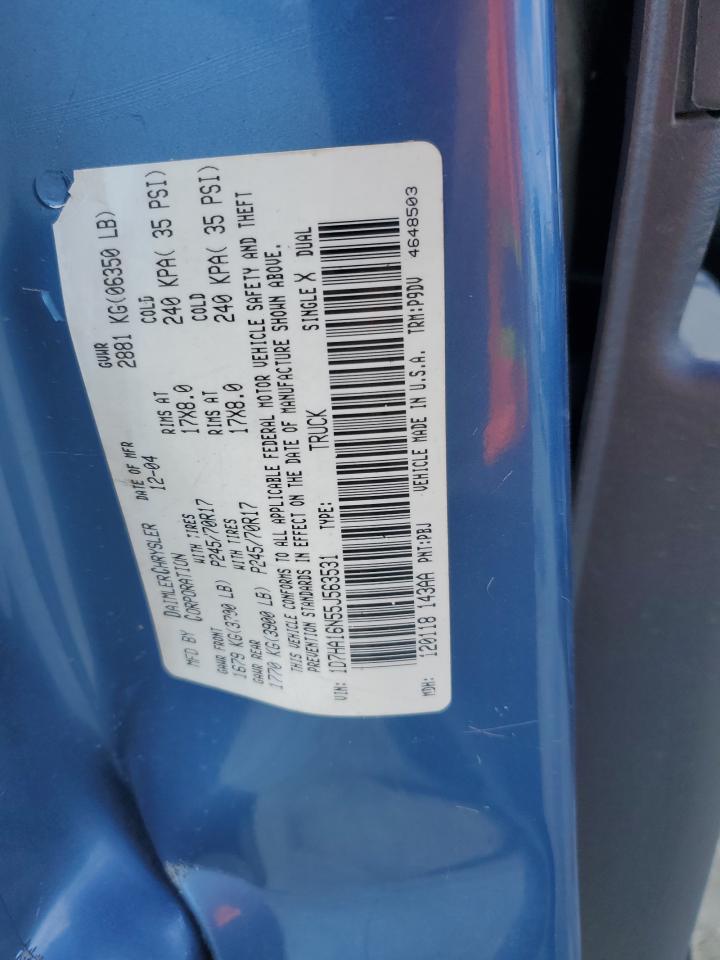 MFD BY DAIMLERCHRYSLER CORPORATION DATE OF MFR 12-04 GVWR 2881 KG(06350 LB)
GAWR FRONT WITH TIRES RIMS AT COLD
1679 KG(3700 LB) P245/70R17 17X8.0 240 KPA( 35 PSI)
GAWR REAR WITH TIRES RIMS AT COLD
1770 KG(3900 LB) P245/70R17 17X8.0 240 KPA( 35 PSI)
THIS VEHICLE CONFORMS TO ALL APPLICABLE FEDERAL MOTOR VEHICLE SAFETY AND THEFT
PREVENTION STANDARDS IN EFFECT ON THE DATE OF MANUFACTURE SHOWN ABOVE.
VIN: 1D7HA16N55J563531 TYPE: TRUCK SINGLE X DUAL
MDH: 120118 143AA PNT:PBJ VEHICLE MADE IN U.S.A. TRM:P9DV 4648503